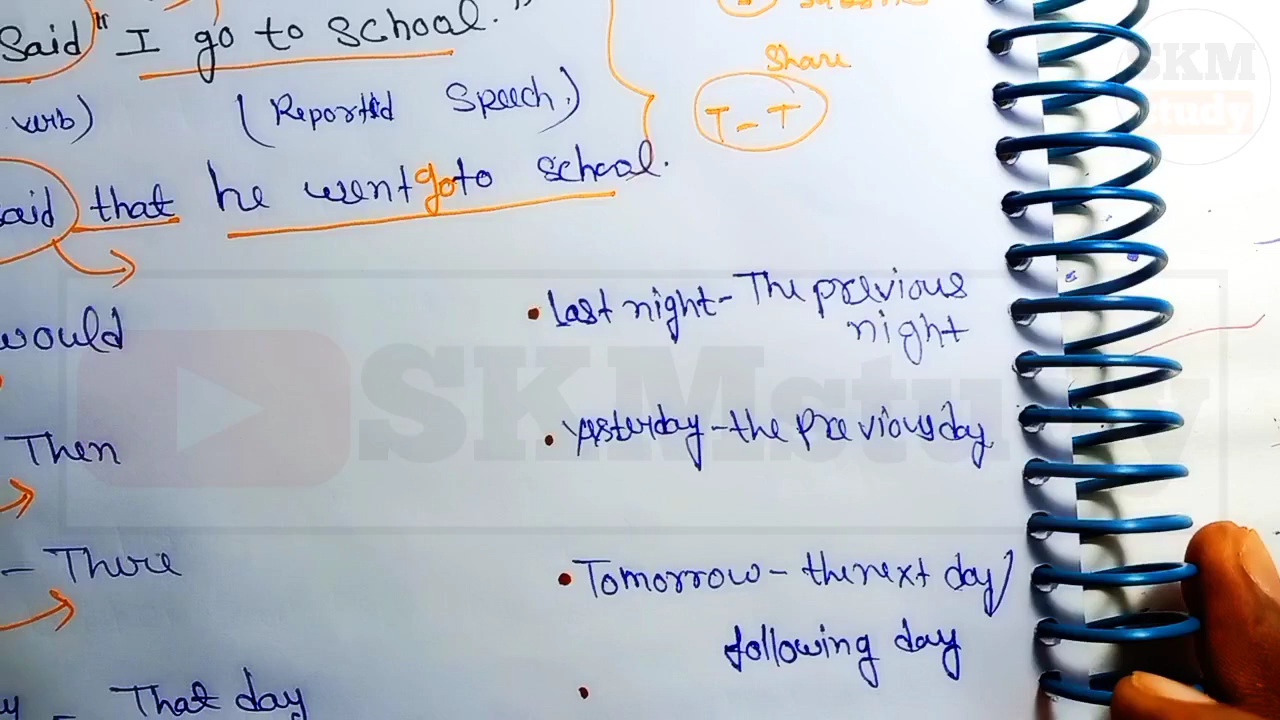 Said "I go to school."
Share
verb) (Reported Speech)
T - T
said that he went go to school.
would
• Last night - The previous night
Then
• yesterday - the previous day
- There
• Tomorrow - the next day/
following day
y - That day
SKMstudy
SKM
study